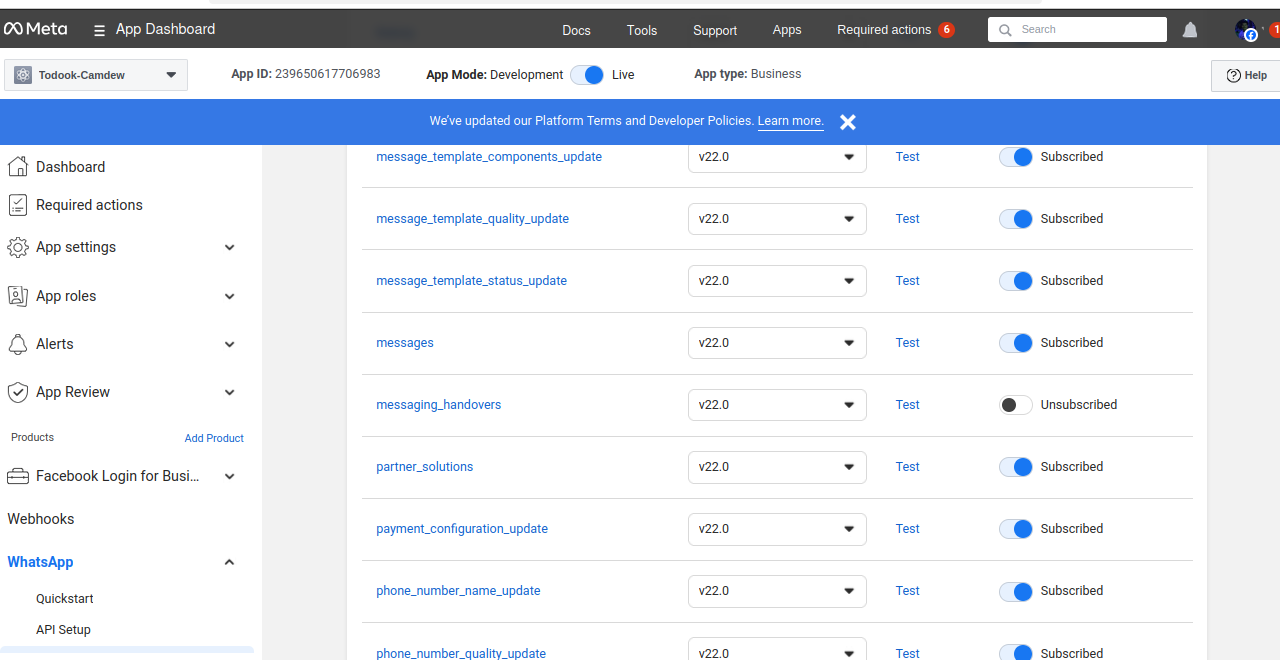 Meta
App Dashboard
Docs
Tools
Support
Apps
Required actions 6
Search
1
Todook-Camdew
App ID: 239650617706983
App Mode: Development
Live
App type: Business
Help
We've updated our Platform Terms and Developer Policies. Learn more.
Dashboard
Required actions
App settings
App roles
Alerts
App Review
Products
Add Product
Facebook Login for Busi...
Webhooks
WhatsApp
Quickstart
API Setup
message_template_components_update v22.0 Test Subscribed
message_template_quality_update v22.0 Test Subscribed
message_template_status_update v22.0 Test Subscribed
messages v22.0 Test Subscribed
messaging_handovers v22.0 Test Unsubscribed
partner_solutions v22.0 Test Subscribed
payment_configuration_update v22.0 Test Subscribed
phone_number_name_update v22.0 Test Subscribed
phone_number_quality_update v22.0 Test Subscribed